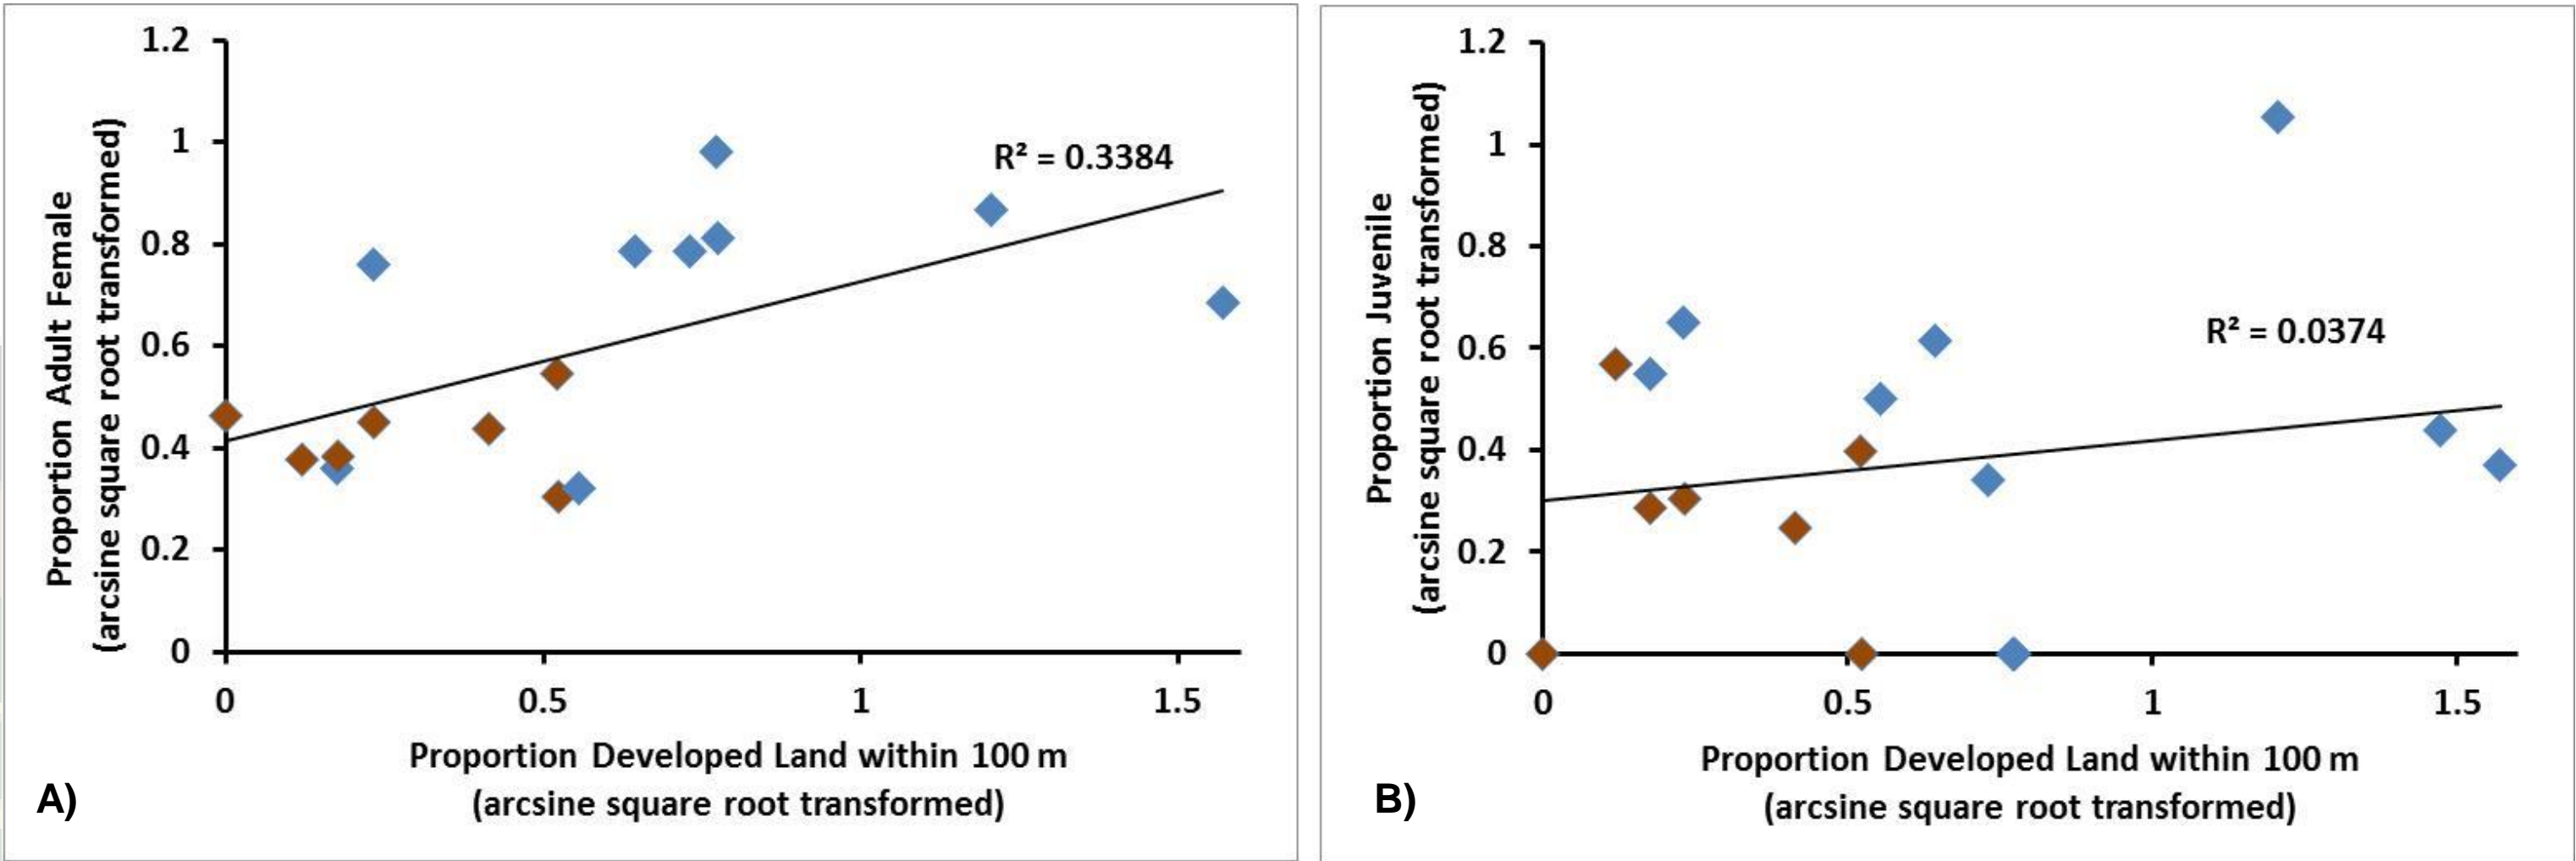 1.2
1
0.8
0.6
0.4
0.2
0
0 0.5 1 1.5
Proportion Adult Female
(arcsine square root transformed)
R² = 0.3384
Proportion Developed Land within 100 m
(arcsine square root transformed)
A)
1.2
1
0.8
0.6
0.4
0.2
0
0 0.5 1 1.5
Proportion Juvenile
(arcsine square root transformed)
R² = 0.0374
Proportion Developed Land within 100 m
(arcsine square root transformed)
B)